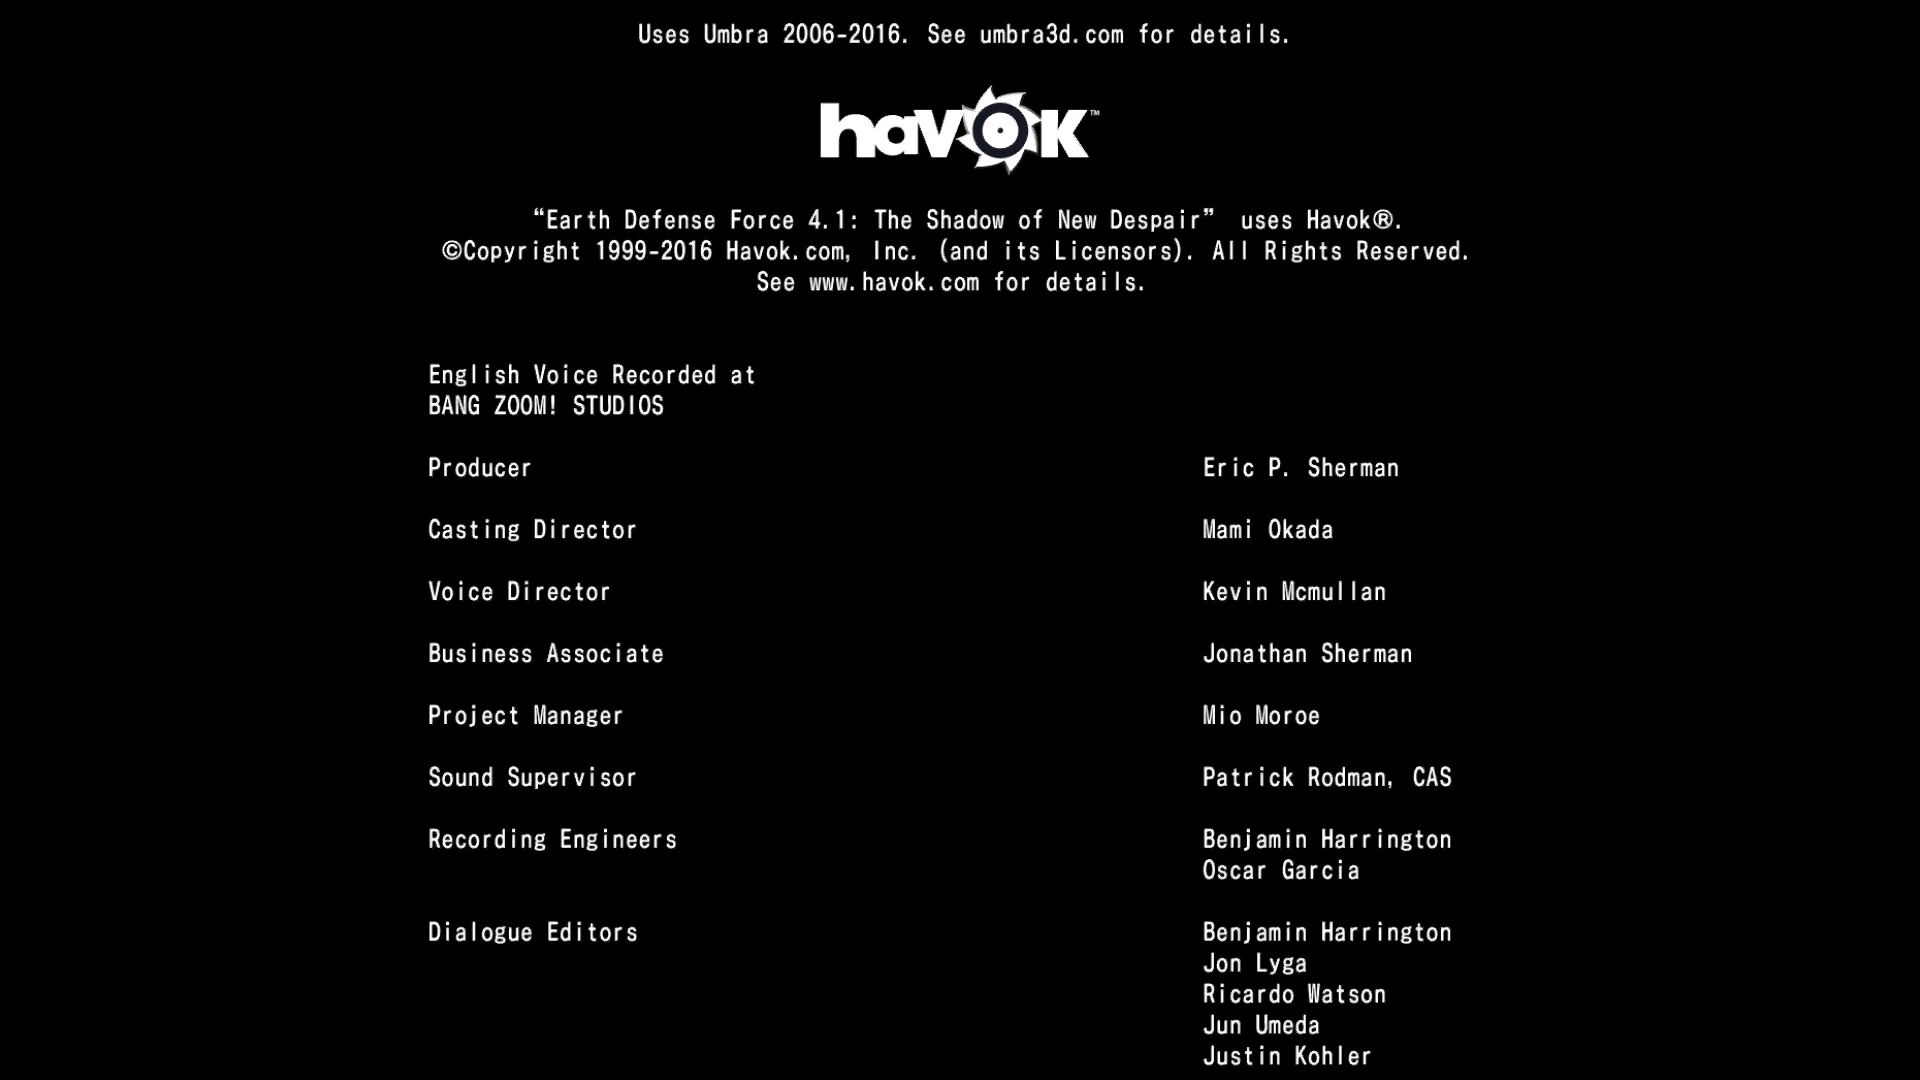 Uses Umbra 2006-2016. See umbra3d.com for details.
havok™
“Earth Defense Force 4.1: The Shadow of New Despair” uses Havok®.
©Copyright 1999-2016 Havok.com, Inc. (and its Licensors). All Rights Reserved.
See www.havok.com for details.
English Voice Recorded at
BANG ZOOM! STUDIOS
Producer Eric P. Sherman
Casting Director Mami Okada
Voice Director Kevin Mcmullan
Business Associate Jonathan Sherman
Project Manager Mio Moroe
Sound Supervisor Patrick Rodman, CAS
Recording Engineers Benjamin Harrington
Oscar Garcia
Dialogue Editors Benjamin Harrington
Jon Lyga
Ricardo Watson
Jun Umeda
Justin Kohler